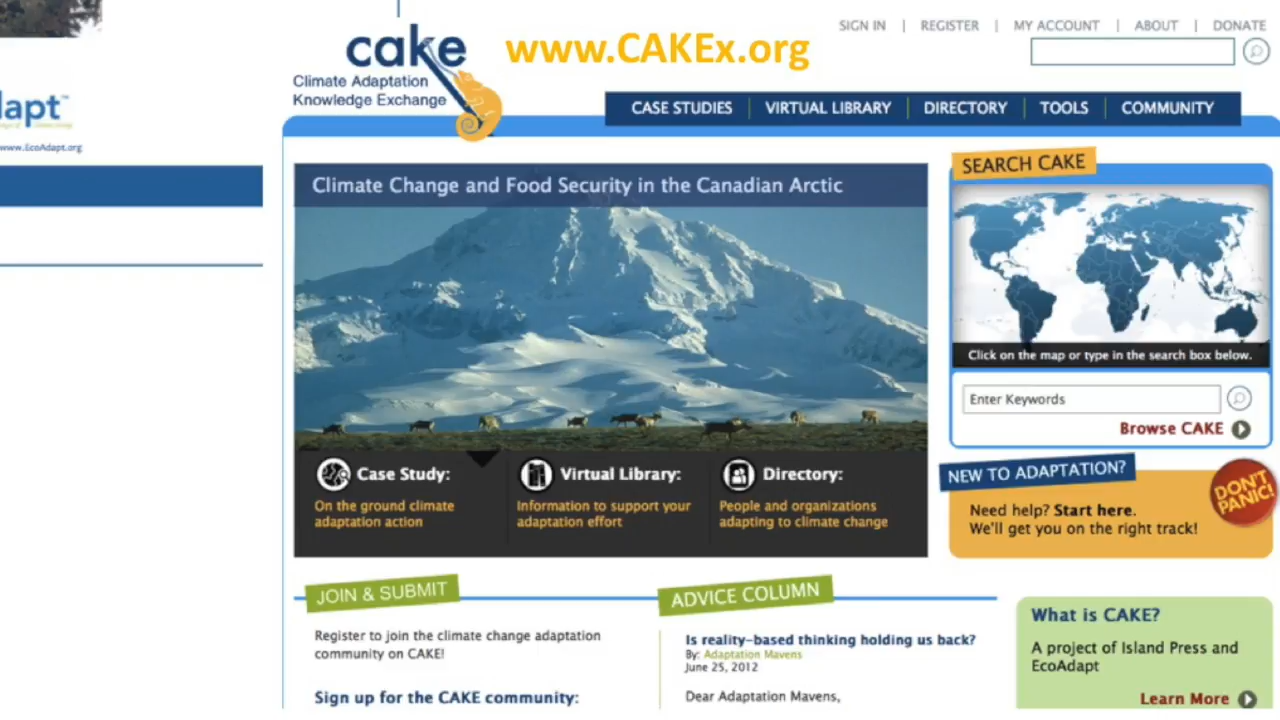 SIGN IN | REGISTER | MY ACCOUNT | ABOUT | DONATE
cake
www.CAKEx.org
Climate Adaptation
Knowledge Exchange
CASE STUDIES | VIRTUAL LIBRARY | DIRECTORY | TOOLS | COMMUNITY
dapt™
www.EcoAdapt.org
Climate Change and Food Security in the Canadian Arctic
SEARCH CAKE
Click on the map or type in the search box below.
Enter Keywords
Browse CAKE
Case Study:
On the ground climate
adaptation action
Virtual Library:
Information to support your
adaptation effort
Directory:
People and organizations
adapting to climate change
NEW TO ADAPTATION?
DON'T
PANIC!
Need help? Start here.
We'll get you on the right track!
JOIN & SUBMIT
Register to join the climate change adaptation
community on CAKE!
Sign up for the CAKE community:
ADVICE COLUMN
Is reality-based thinking holding us back?
By: Adaptation Mavens
June 25, 2012
Dear Adaptation Mavens,
What is CAKE?
A project of Island Press and
EcoAdapt
Learn More